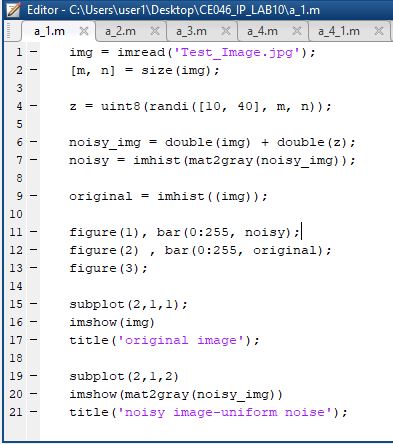 Editor - C:\Users\user1\Desktop\CE046_IP_LAB10\a_1.m
a_1.m × a_2.m × a_3.m × a_4.m × a_4_1.m ×
1 − img = imread('Test_Image.jpg');
2 − [m, n] = size(img);
3
4 − z = uint8(randi([10, 40], m, n));
5
6 − noisy_img = double(img) + double(z);
7 − noisy = imhist(mat2gray(noisy_img));
8
9 − original = imhist((img));
10
11 − figure(1), bar(0:255, noisy);
12 − figure(2) , bar(0:255, original);
13 − figure(3);
14
15 − subplot(2,1,1);
16 − imshow(img)
17 − title('original image');
18
19 − subplot(2,1,2)
20 − imshow(mat2gray(noisy_img))
21 − title('noisy image-uniform noise');